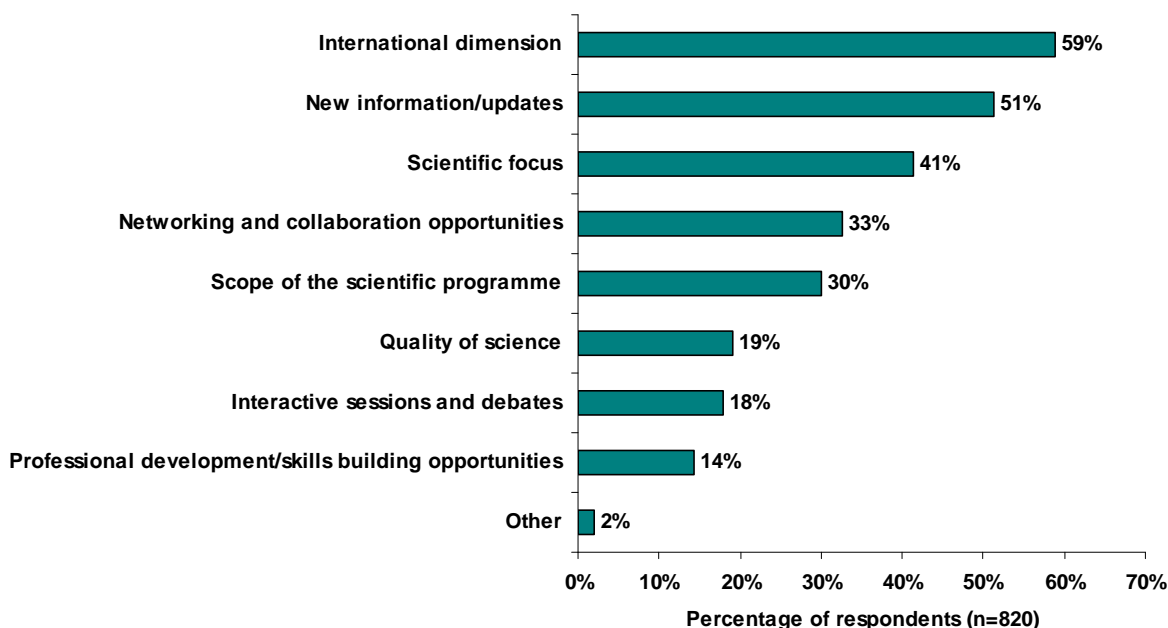 International dimension 59%
New information/updates 51%
Scientific focus 41%
Networking and collaboration opportunities 33%
Scope of the scientific programme 30%
Quality of science 19%
Interactive sessions and debates 18%
Professional development/skills building opportunities 14%
Other 2%
0% 10% 20% 30% 40% 50% 60% 70%
Percentage of respondents (n=820)